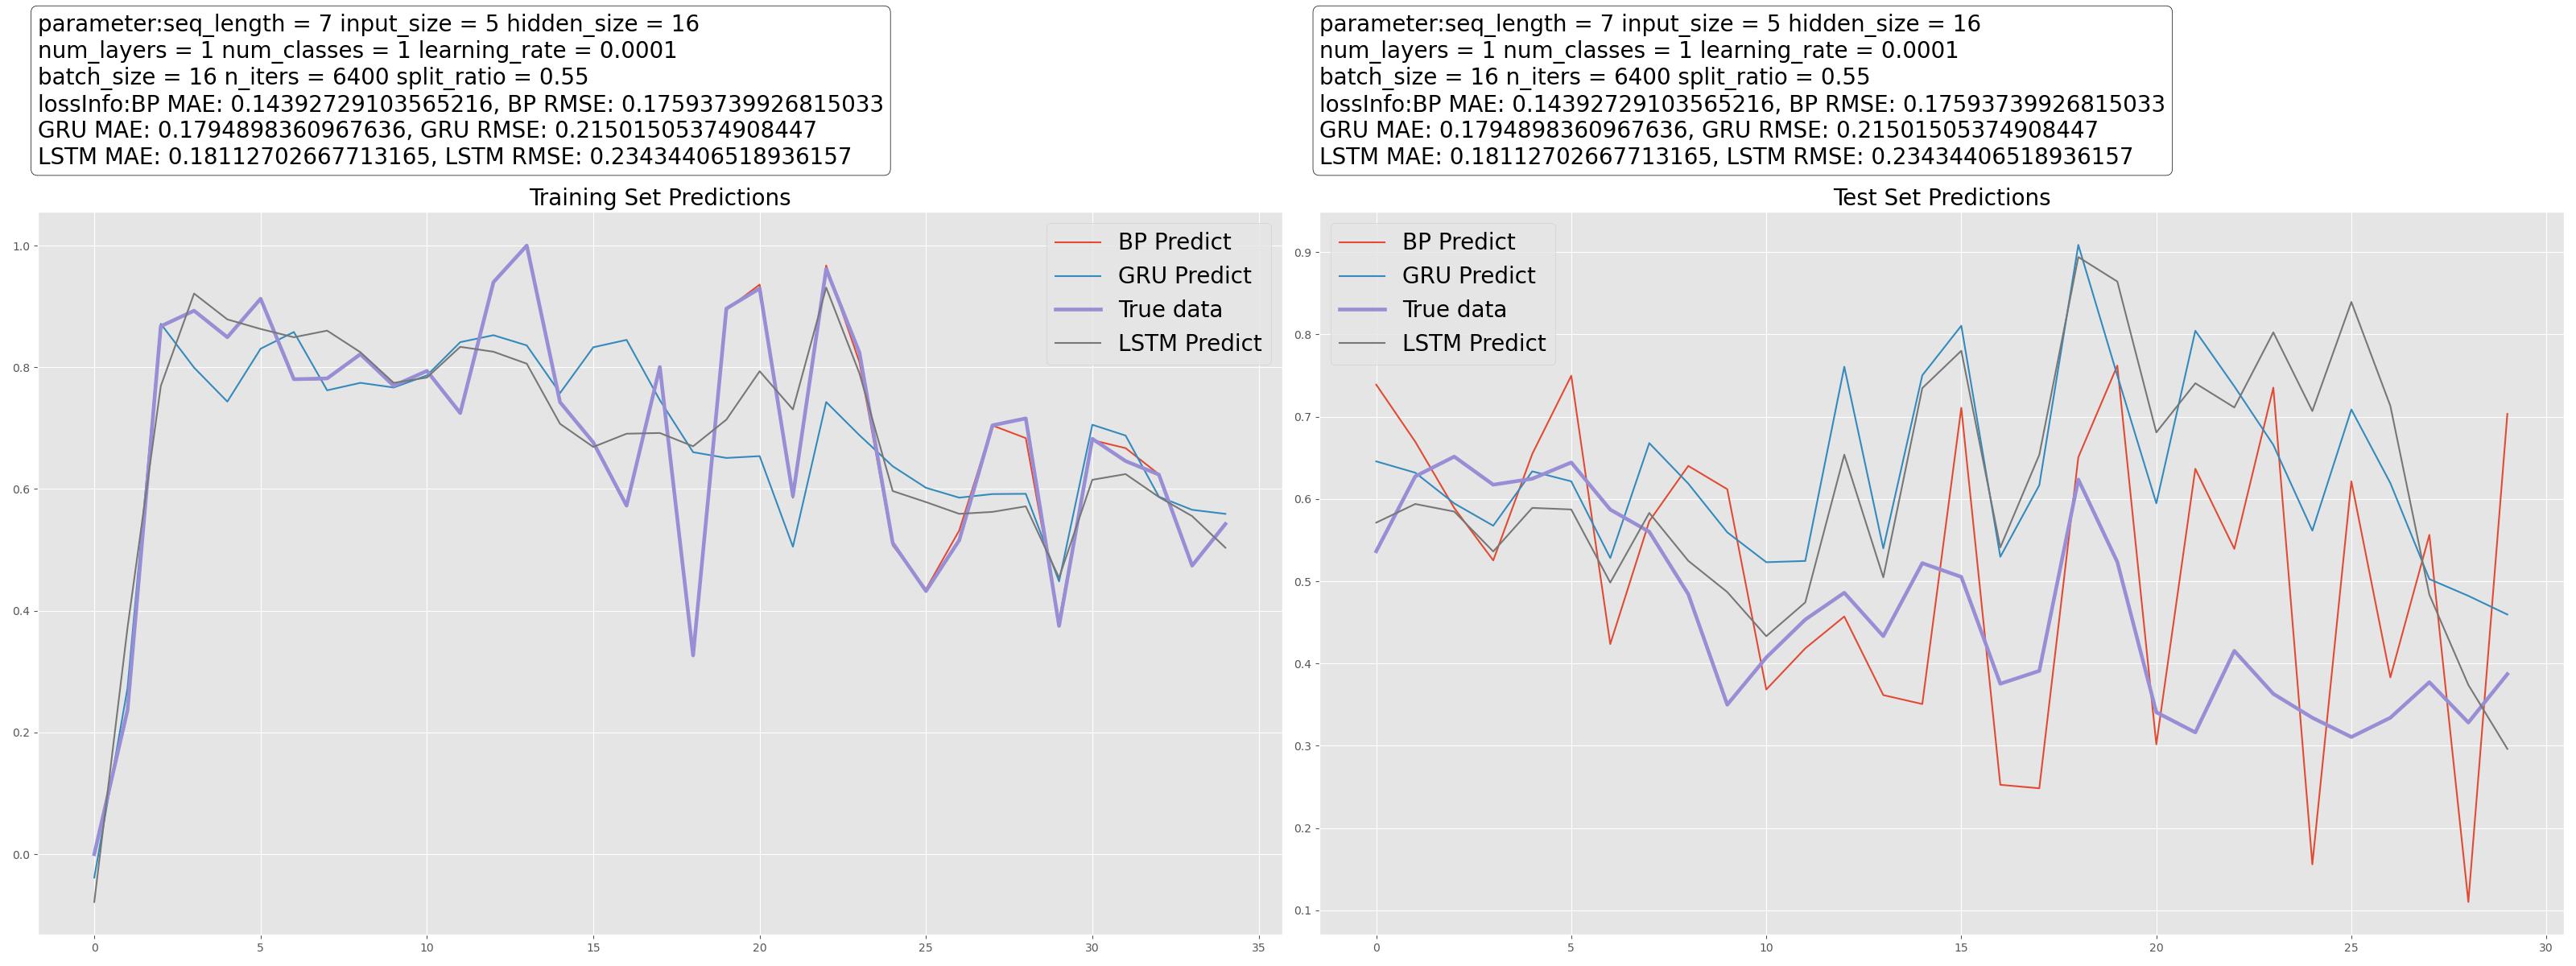 parameter:seq_length = 7 input_size = 5 hidden_size = 16
num_layers = 1 num_classes = 1 learning_rate = 0.0001
batch_size = 16 n_iters = 6400 split_ratio = 0.55
lossInfo:BP MAE: 0.14392729103565216, BP RMSE: 0.17593739926815033
GRU MAE: 0.1794898360967636, GRU RMSE: 0.21501505374908447
LSTM MAE: 0.18112702667713165, LSTM RMSE: 0.23434406518936157
Training Set Predictions
BP Predict
GRU Predict
True data
LSTM Predict
1.0
0.8
0.6
0.4
0.2
0.0
0 5 10 15 20 25 30 35
parameter:seq_length = 7 input_size = 5 hidden_size = 16
num_layers = 1 num_classes = 1 learning_rate = 0.0001
batch_size = 16 n_iters = 6400 split_ratio = 0.55
lossInfo:BP MAE: 0.14392729103565216, BP RMSE: 0.17593739926815033
GRU MAE: 0.1794898360967636, GRU RMSE: 0.21501505374908447
LSTM MAE: 0.18112702667713165, LSTM RMSE: 0.23434406518936157
Test Set Predictions
BP Predict
GRU Predict
True data
LSTM Predict
0.9
0.8
0.7
0.6
0.5
0.4
0.3
0.2
0.1
0 5 10 15 20 25 30